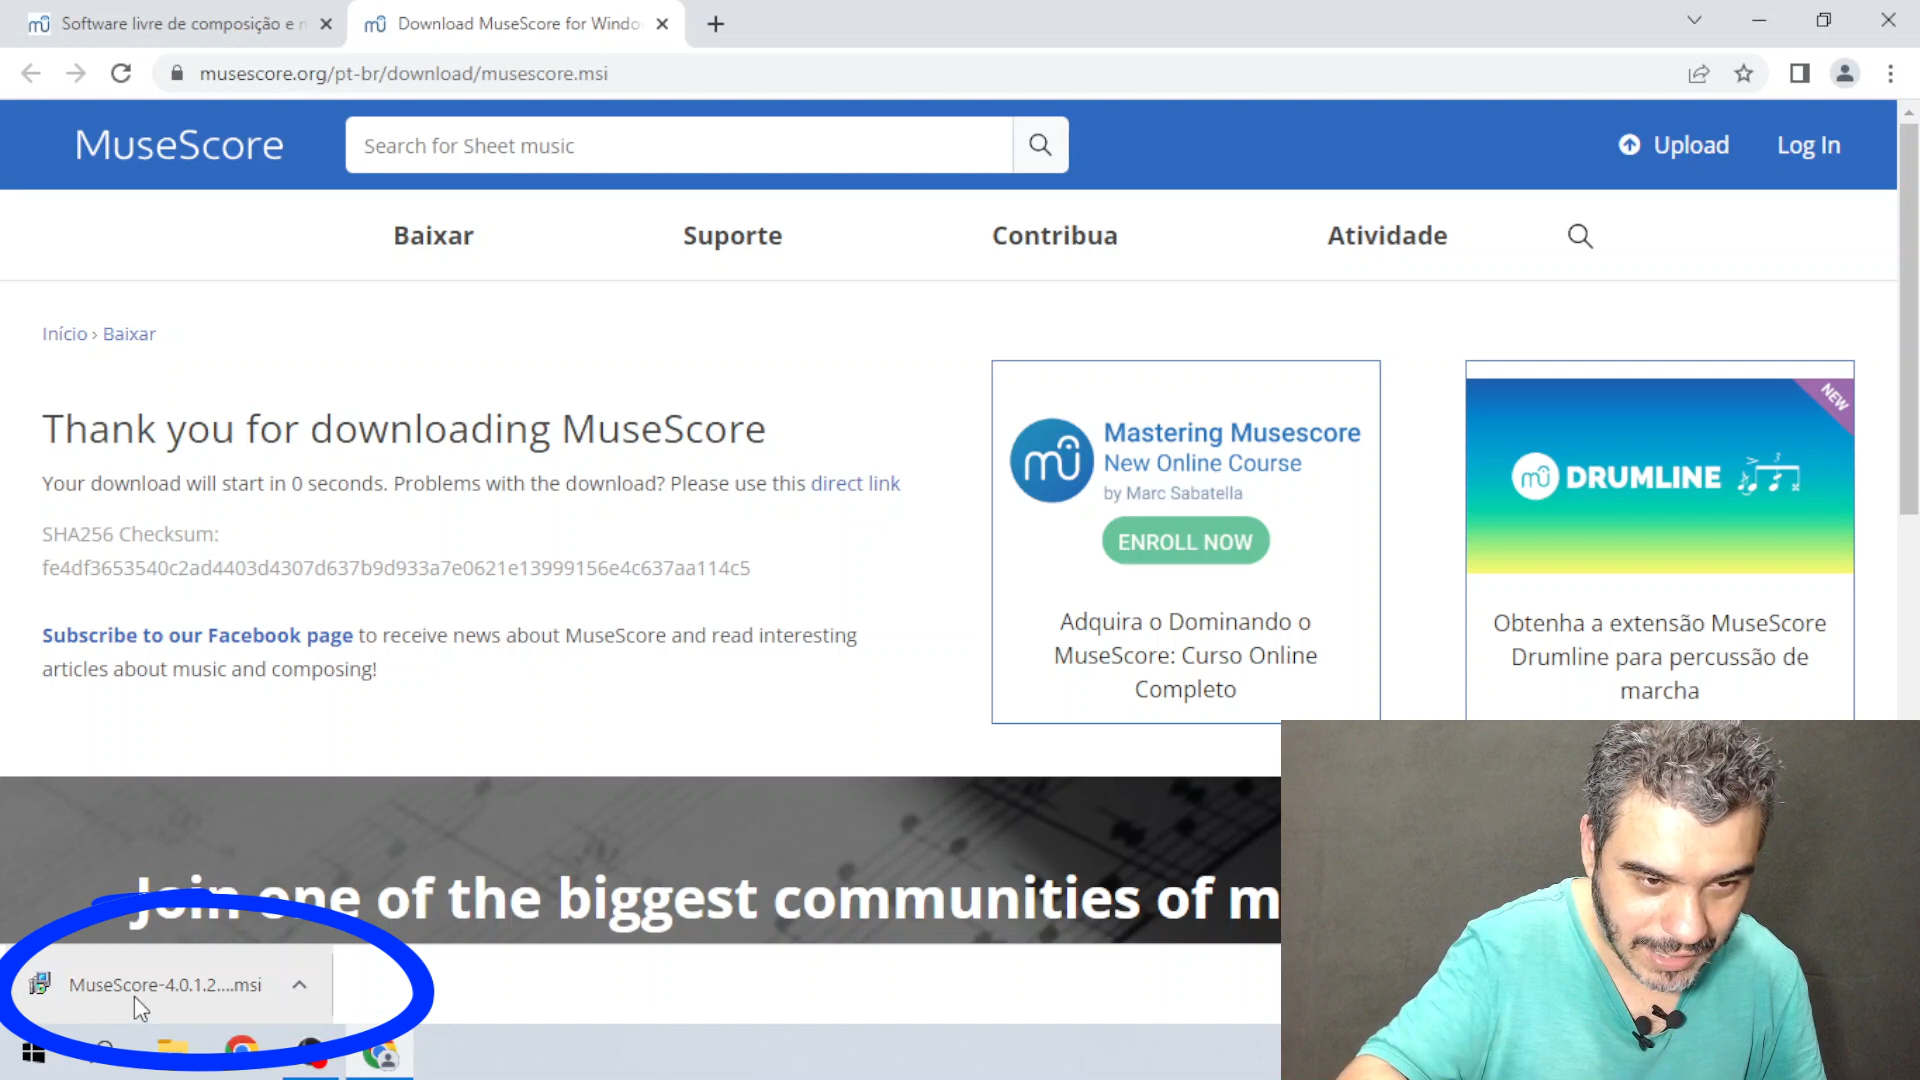 Software livre de composição e n
Download MuseScore for Windo
musescore.org/pt-br/download/musescore.msi
MuseScore
Search for Sheet music
Upload
Log In
Baixar
Suporte
Contribua
Atividade
Início › Baixar
Thank you for downloading MuseScore
Your download will start in 0 seconds. Problems with the download? Please use this direct link
SHA256 Checksum:
fe4df3653540c2ad4403d4307d637b9d933a7e0621e13999156e4c637aa114c5
Subscribe to our Facebook page to receive news about MuseScore and read interesting
articles about music and composing!
Mastering Musescore
New Online Course
by Marc Sabatella
ENROLL NOW
Adquira o Dominando o
MuseScore: Curso Online
Completo
NEW
DRUMLINE
Obtenha a extensão MuseScore
Drumline para percussão de
marcha
Join one of the biggest communities of m
MuseScore-4.0.1.2....msi